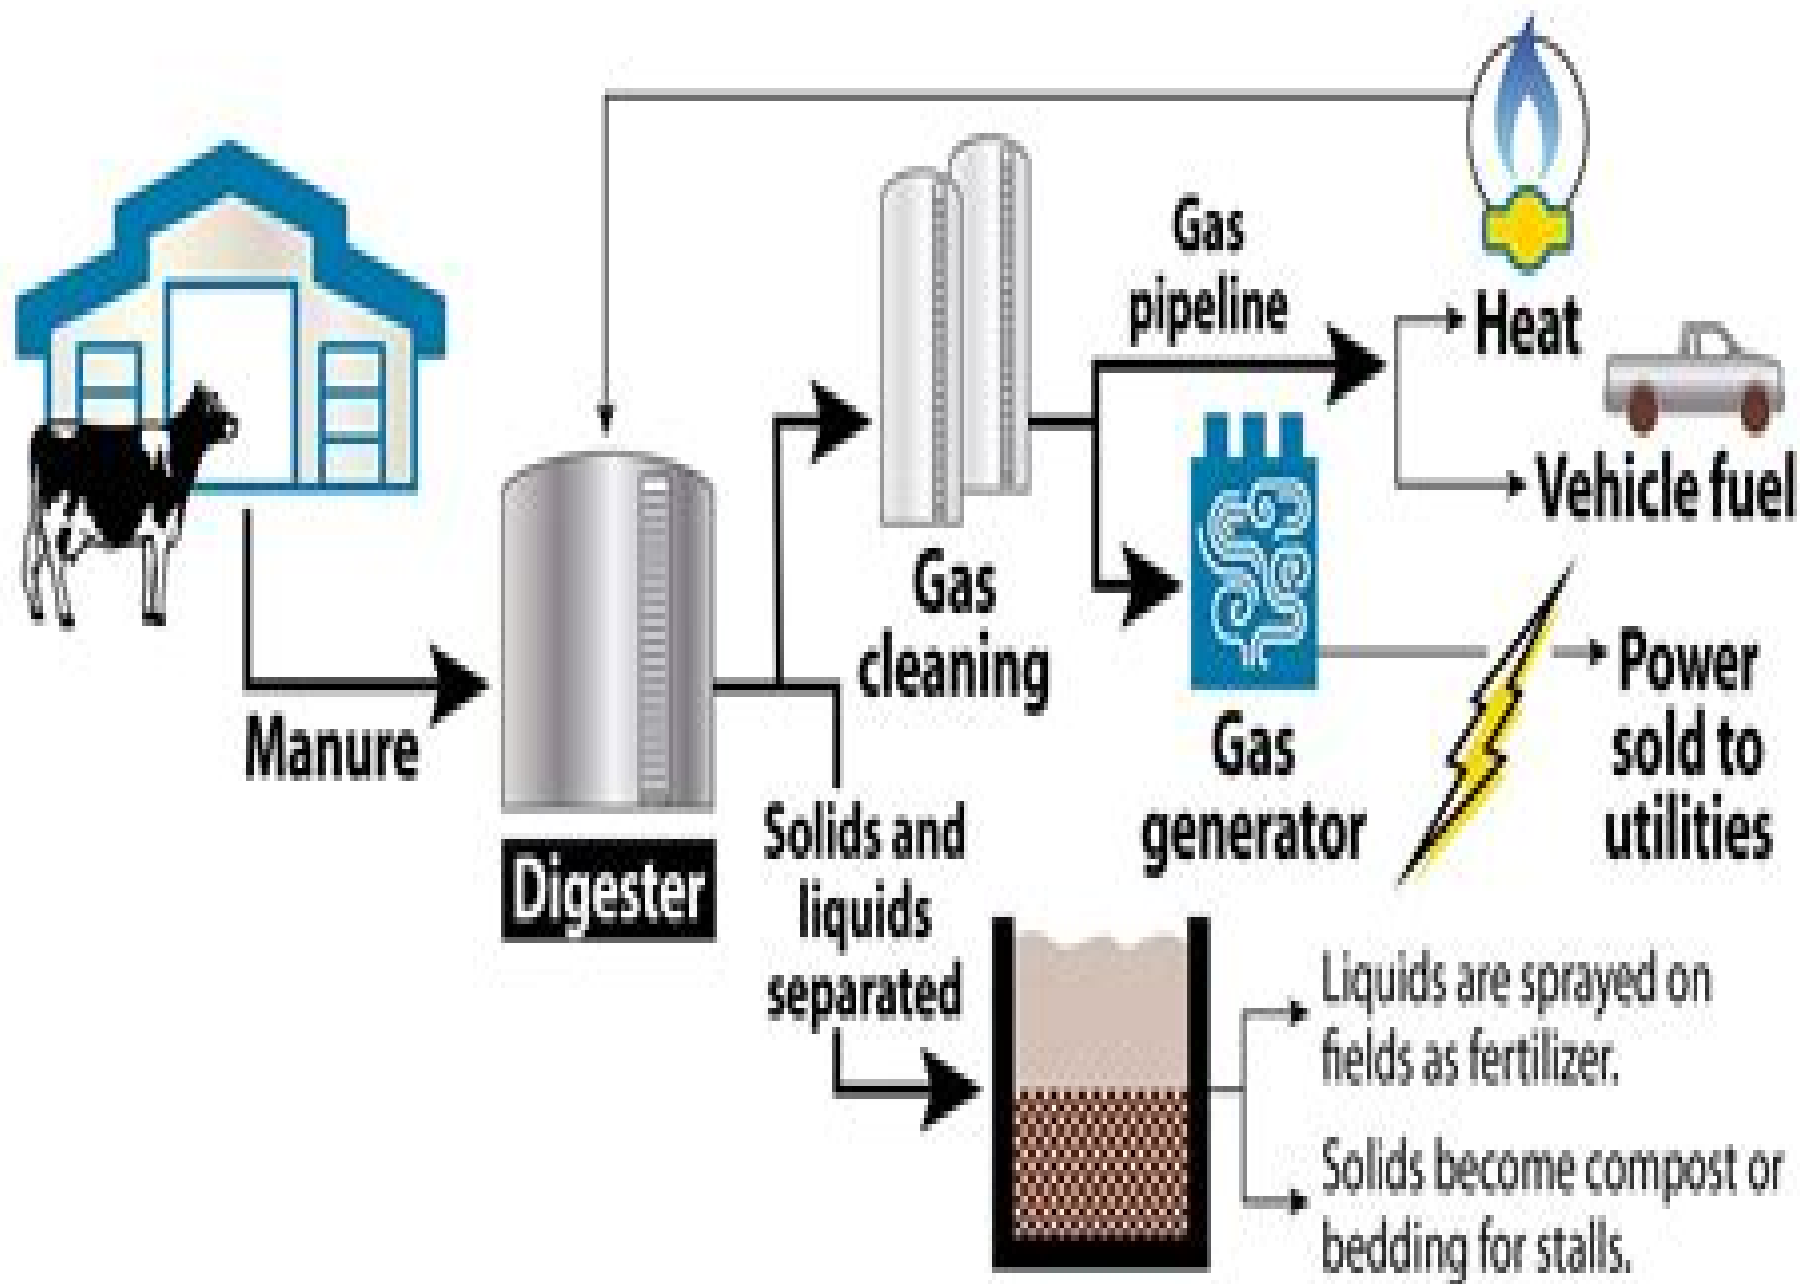 Gas
pipeline
Heat
Vehicle fuel
Gas
cleaning
Manure
Digester
Gas
generator
Power
sold to
utilities
Solids and
liquids
separated
Liquids are sprayed on
fields as fertilizer.
Solids become compost or
bedding for stalls.